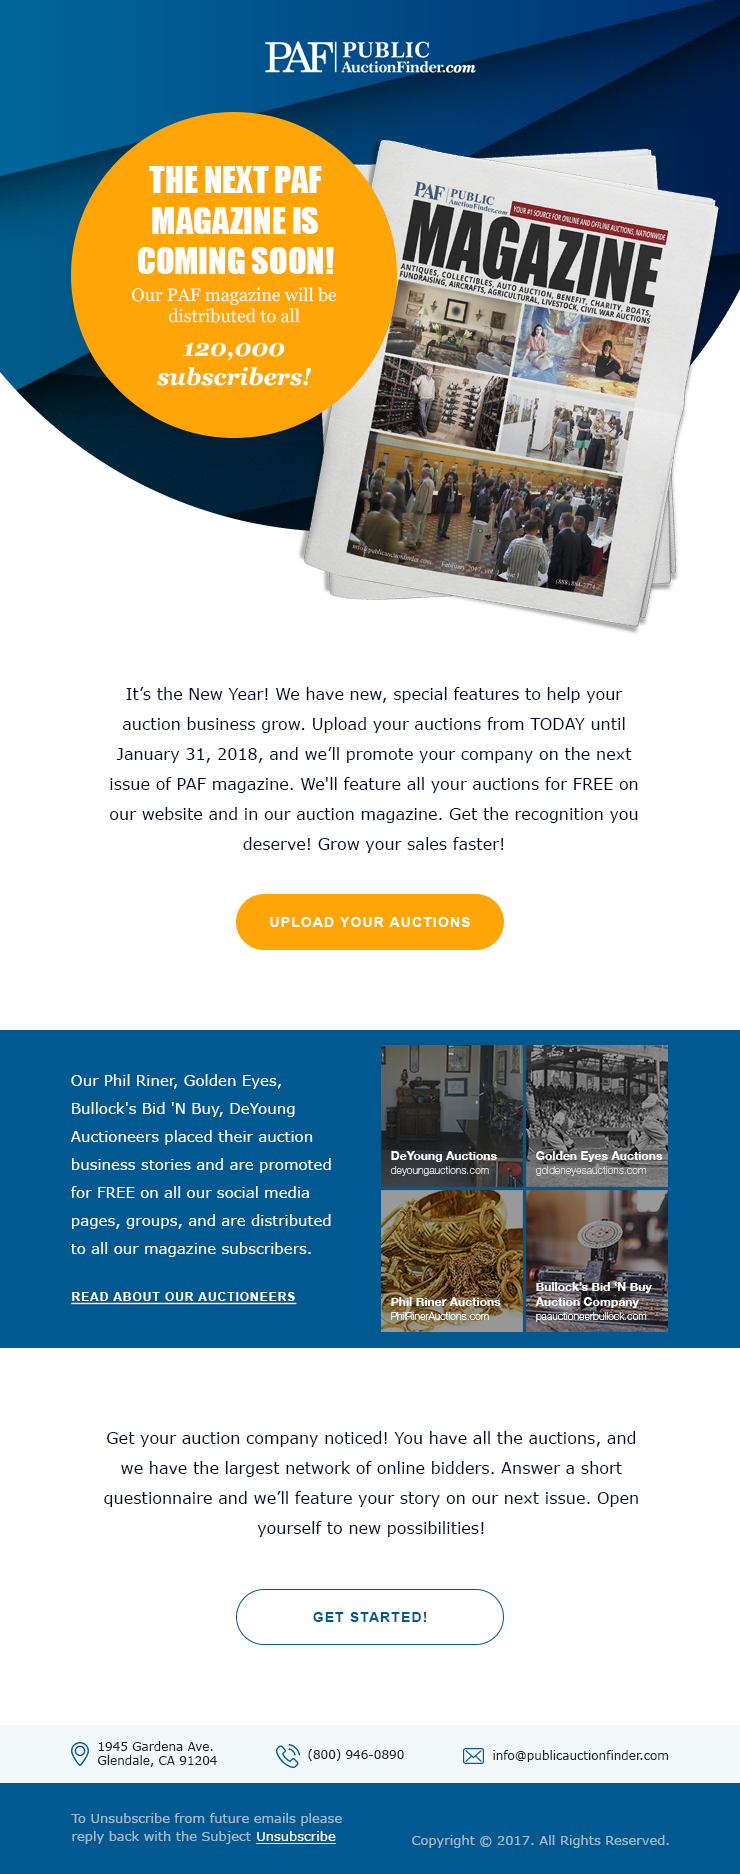 PAF PUBLIC
AuctionFinder.com
THE NEXT PAF
MAGAZINE IS
COMING SOON!
Our PAF magazine will be
distributed to all
120,000
subscribers!
PAF PUBLIC
AuctionFinder.com
YOUR #1 SOURCE FOR ONLINE AND OFFLINE AUCTIONS, NATIONWIDE
MAGAZINE
ANTIQUES, COLLECTIBLES, AUTO AUCTION, BENEFIT, CHARITY, BOATS,
FUNDRAISING, AIRCRAFTS, AGRICULTURAL, LIVESTOCK, CIVIL WAR AUCTIONS
info@publicauctionfinder.com
February 2017, vol.
It’s the New Year! We have new, special features to help your
auction business grow. Upload your auctions from TODAY until
January 31, 2018, and we’ll promote your company on the next
issue of PAF magazine. We'll feature all your auctions for FREE on
our website and in our auction magazine. Get the recognition you
deserve! Grow your sales faster!
UPLOAD YOUR AUCTIONS
Our Phil Riner, Golden Eyes,
Bullock's Bid 'N Buy, DeYoung
Auctioneers placed their auction
business stories and are promoted
for FREE on all our social media
pages, groups, and are distributed
to all our magazine subscribers.
READ ABOUT OUR AUCTIONEERS
DeYoung Auctions
deyoungauctions.com
Golden Eyes Auctions
goldeneyesauctions.com
Phil Riner Auctions
PhilRinerAuctions.com
Bullock's Bid 'N Buy
Auction Company
paauctioneerbullock.com
Get your auction company noticed! You have all the auctions, and
we have the largest network of online bidders. Answer a short
questionnaire and we’ll feature your story on our next issue. Open
yourself to new possibilities!
GET STARTED!
1945 Gardena Ave.
Glendale, CA 91204
(800) 946-0890
info@publicauctionfinder.com
To Unsubscribe from future emails please
reply back with the Subject Unsubscribe
Copyright © 2017. All Rights Reserved.